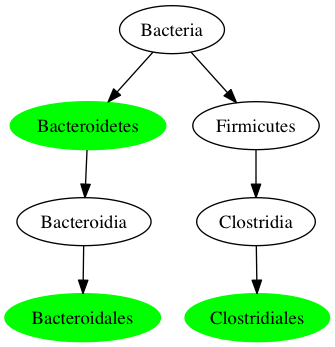 Bacteria
Bacteroidetes
Firmicutes
Bacteroidia
Clostridia
Bacteroidales
Clostridiales